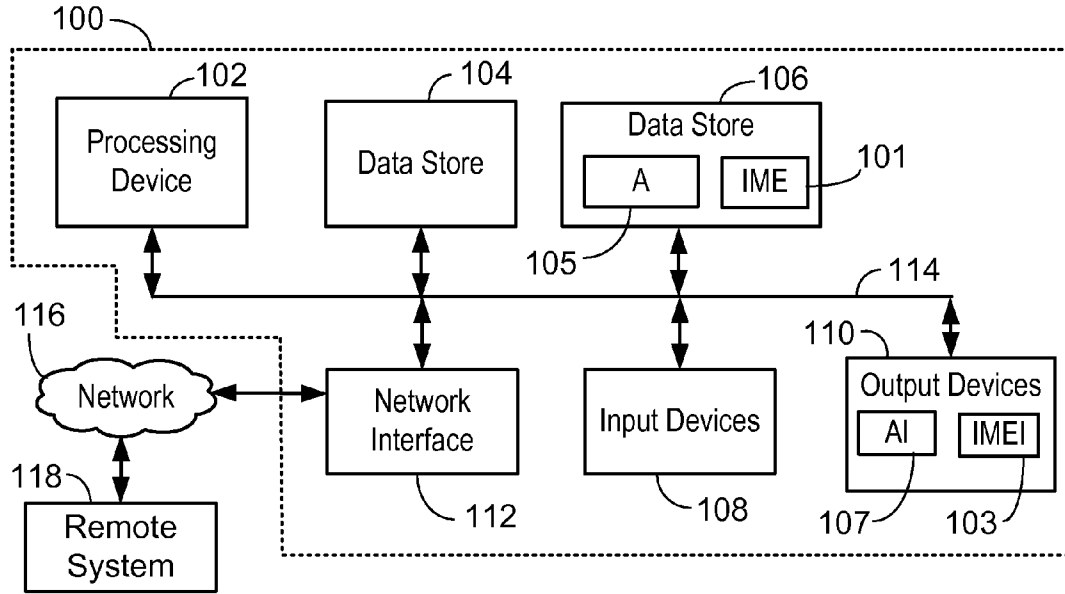 100
102
104
106
Processing
Device
Data Store
Data Store
A
IME
101
105
114
116
Network
Network
Interface
Input Devices
110
Output Devices
AI
IMEI
118
Remote
System
112
108
107
103